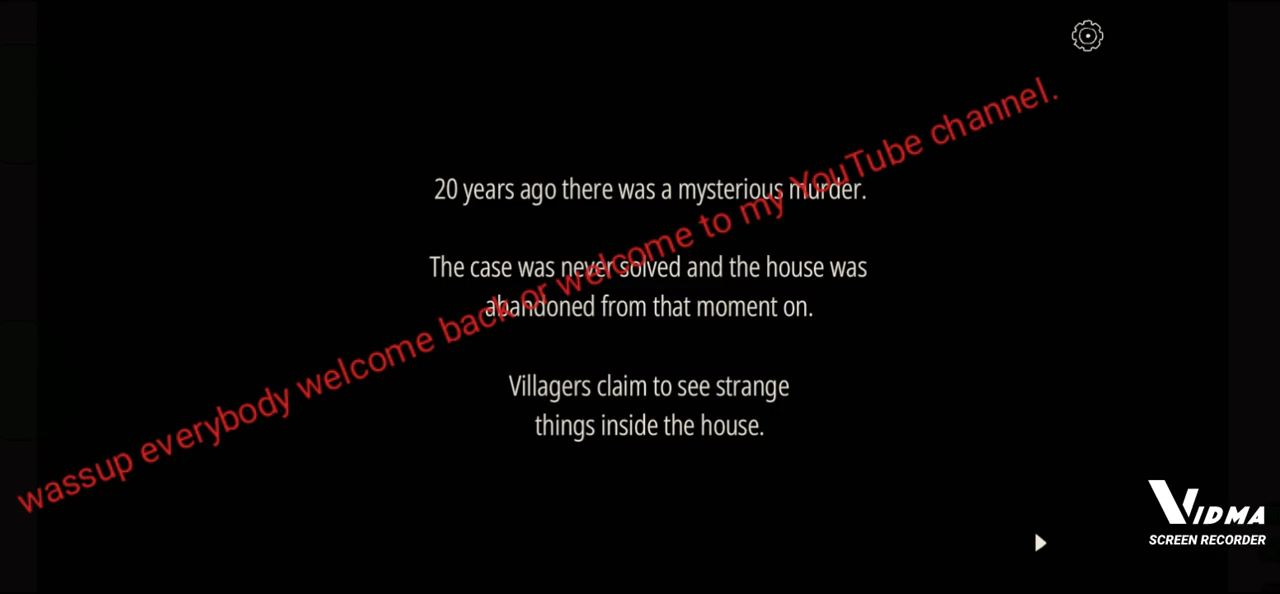 20 years ago there was a mysterious murder.
The case was never solved and the house was
abandoned from that moment on.
Villagers claim to see strange
things inside the house.
wassup everybody welcome back or welcome to my YouTube channel.
VIDMA
SCREEN RECORDER